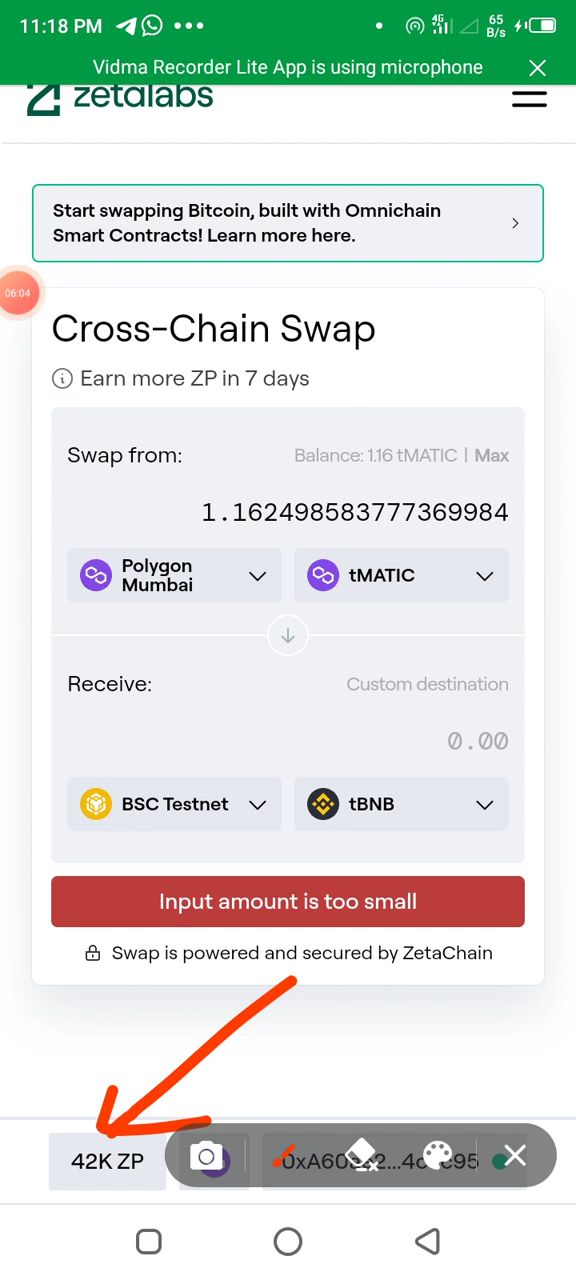 11:18 PM
4G
65
B/s
Vidma Recorder Lite App is using microphone
zetalabs
Start swapping Bitcoin, built with Omnichain
Smart Contracts! Learn more here.
06:04
Cross-Chain Swap
Earn more ZP in 7 days
Swap from:
Balance: 1.16 tMATIC | Max
1.162498583777369984
Polygon
Mumbai
tMATIC
Receive:
Custom destination
0.00
BSC Testnet
tBNB
Input amount is too small
Swap is powered and secured by ZetaChain
42K ZP